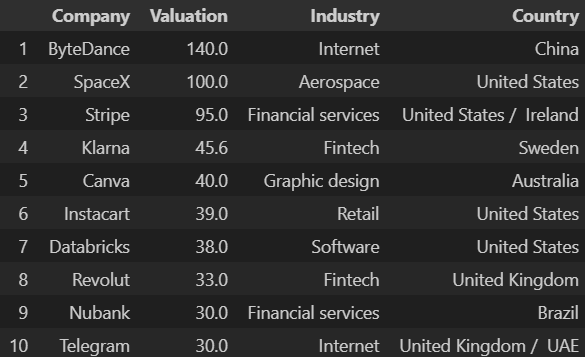 Company Valuation Industry Country
1 ByteDance 140.0 Internet China
2 SpaceX 100.0 Aerospace United States
3 Stripe 95.0 Financial services United States / Ireland
4 Klarna 45.6 Fintech Sweden
5 Canva 40.0 Graphic design Australia
6 Instacart 39.0 Retail United States
7 Databricks 38.0 Software United States
8 Revolut 33.0 Fintech United Kingdom
9 Nubank 30.0 Financial services Brazil
10 Telegram 30.0 Internet United Kingdom / UAE